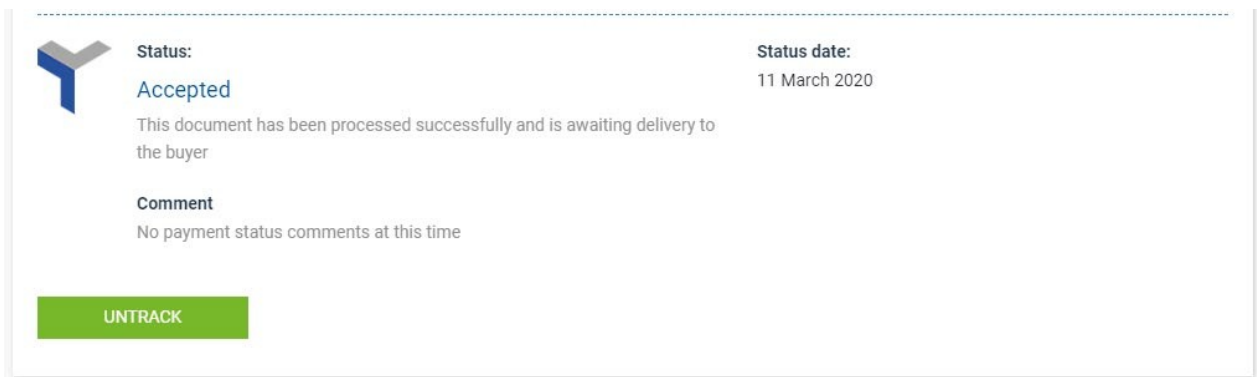 Status:
Accepted
This document has been processed successfully and is awaiting delivery to
the buyer
Comment
No payment status comments at this time
Status date:
11 March 2020
UNTRACK